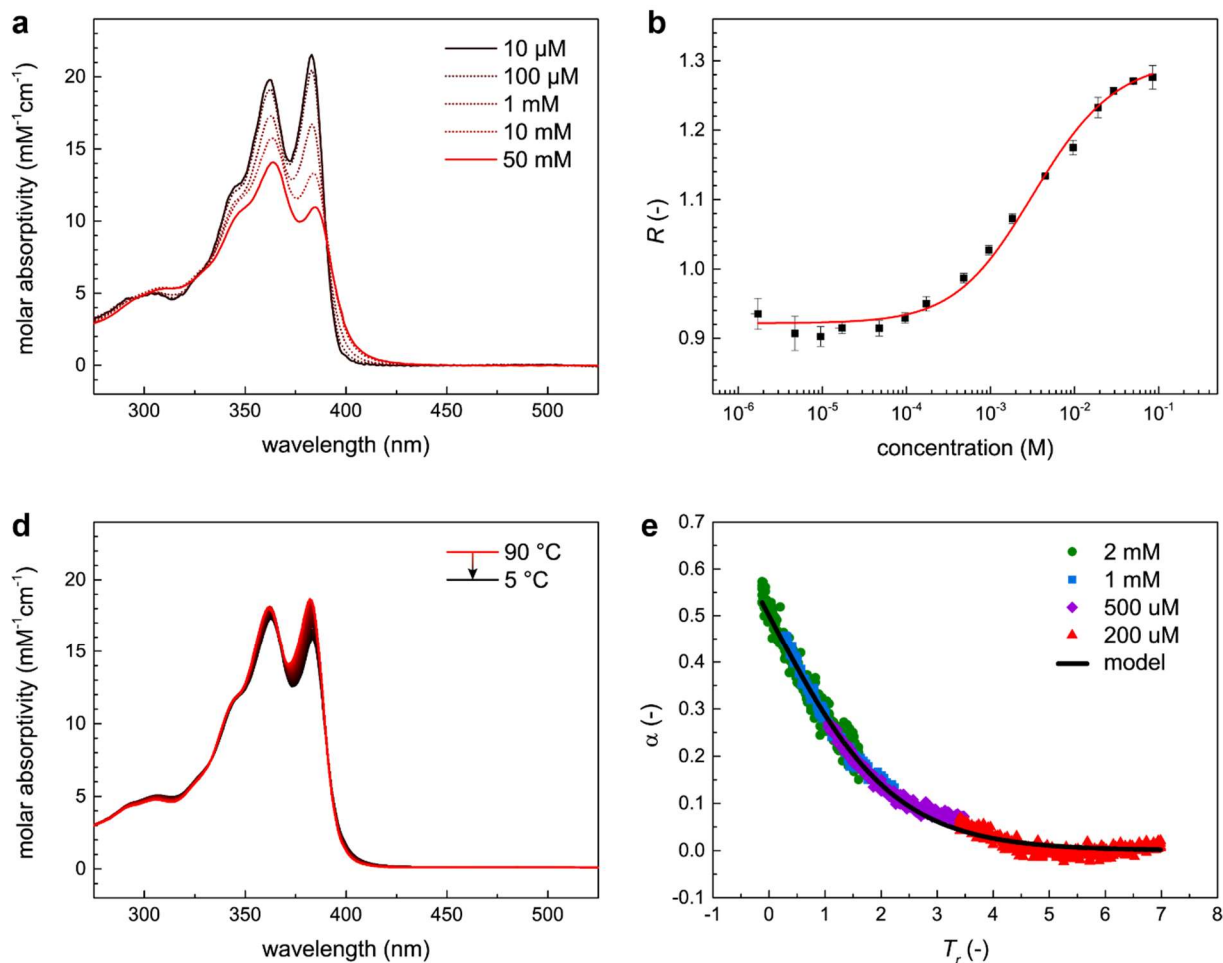 a
10 µM
100 µM
1 mM
10 mM
50 mM
molar absorptivity (mM⁻¹cm⁻¹)
20
15
10
5
0
300
350
400
450
500
wavelength (nm)
b
R (-)
1.3
1.2
1.1
1.0
0.9
10⁻⁶
10⁻⁵
10⁻⁴
10⁻³
10⁻²
10⁻¹
concentration (M)
d
90 °C
5 °C
molar absorptivity (mM⁻¹cm⁻¹)
20
15
10
5
0
300
350
400
450
500
wavelength (nm)
e
2 mM
1 mM
500 uM
200 uM
model
α (-)
0.7
0.6
0.5
0.4
0.3
0.2
0.1
0.0
-0.1
-1
0
1
2
3
4
5
6
7
8
Tᵣ (-)